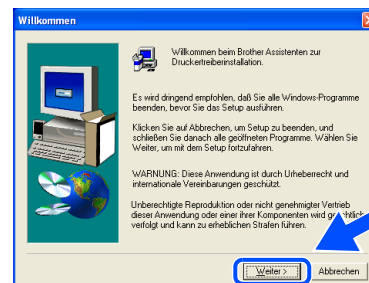 Willkommen
Willkommen beim Brother Assistenten zur
Druckertreiberinstallation.
Es wird dringend empfohlen, daß Sie alle Windows-Programme
beenden, bevor Sie das Setup ausführen.
Klicken Sie auf Abbrechen, um Setup zu beenden, und
schließen Sie danach alle geöffneten Programme. Wählen Sie
Weiter, um mit dem Setup fortzufahren.
WARNUNG: Diese Anwendung ist durch Urheberrecht und
internationale Vereinbarungen geschützt.
Unberechtigte Reproduktion oder nicht genehmigter Vertrieb
dieser Anwendung oder einer ihrer Komponenten wird
verfolgt und kann zu erheblichen Strafen führen.
Weiter >
Abbrechen